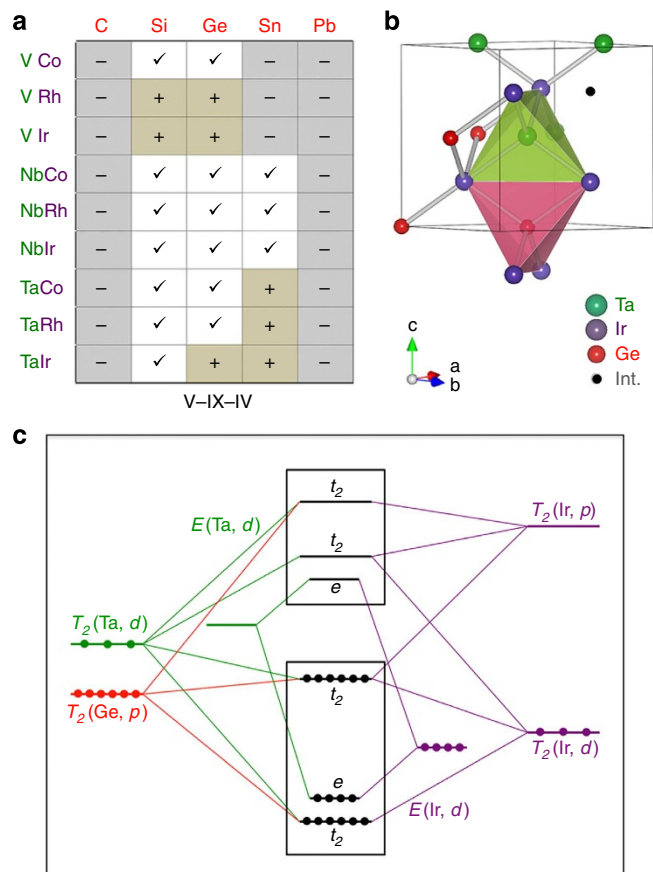 a
C Si Ge Sn Pb
V Co – ✓ ✓ – –
V Rh – + + – –
V Ir – + + – –
NbCo – ✓ ✓ ✓ –
NbRh – ✓ ✓ ✓ –
NbIr – ✓ ✓ ✓ –
TaCo – ✓ ✓ + –
TaRh – ✓ ✓ + –
TaIr – ✓ + + –
V–IX–IV
b
Ta
Ir
Ge
Int.
c
a
b
c
t2
E(Ta, d)
T2(Ir, p)
t2
e
T2(Ta, d)
t2
T2(Ge, p)
T2(Ir, d)
e
E(Ir, d)
t2